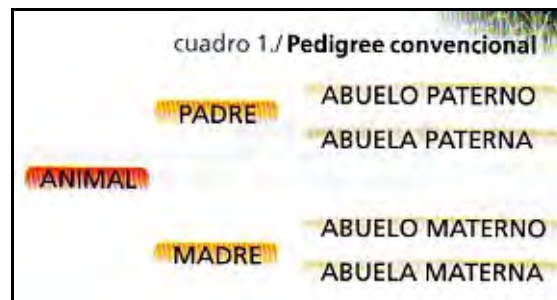 cuadro 1./Pedigree convencional
ABUELO PATERNO
PADRE
ABUELA PATERNA
ANIMAL
ABUELO MATERNO
MADRE
ABUELA MATERNA